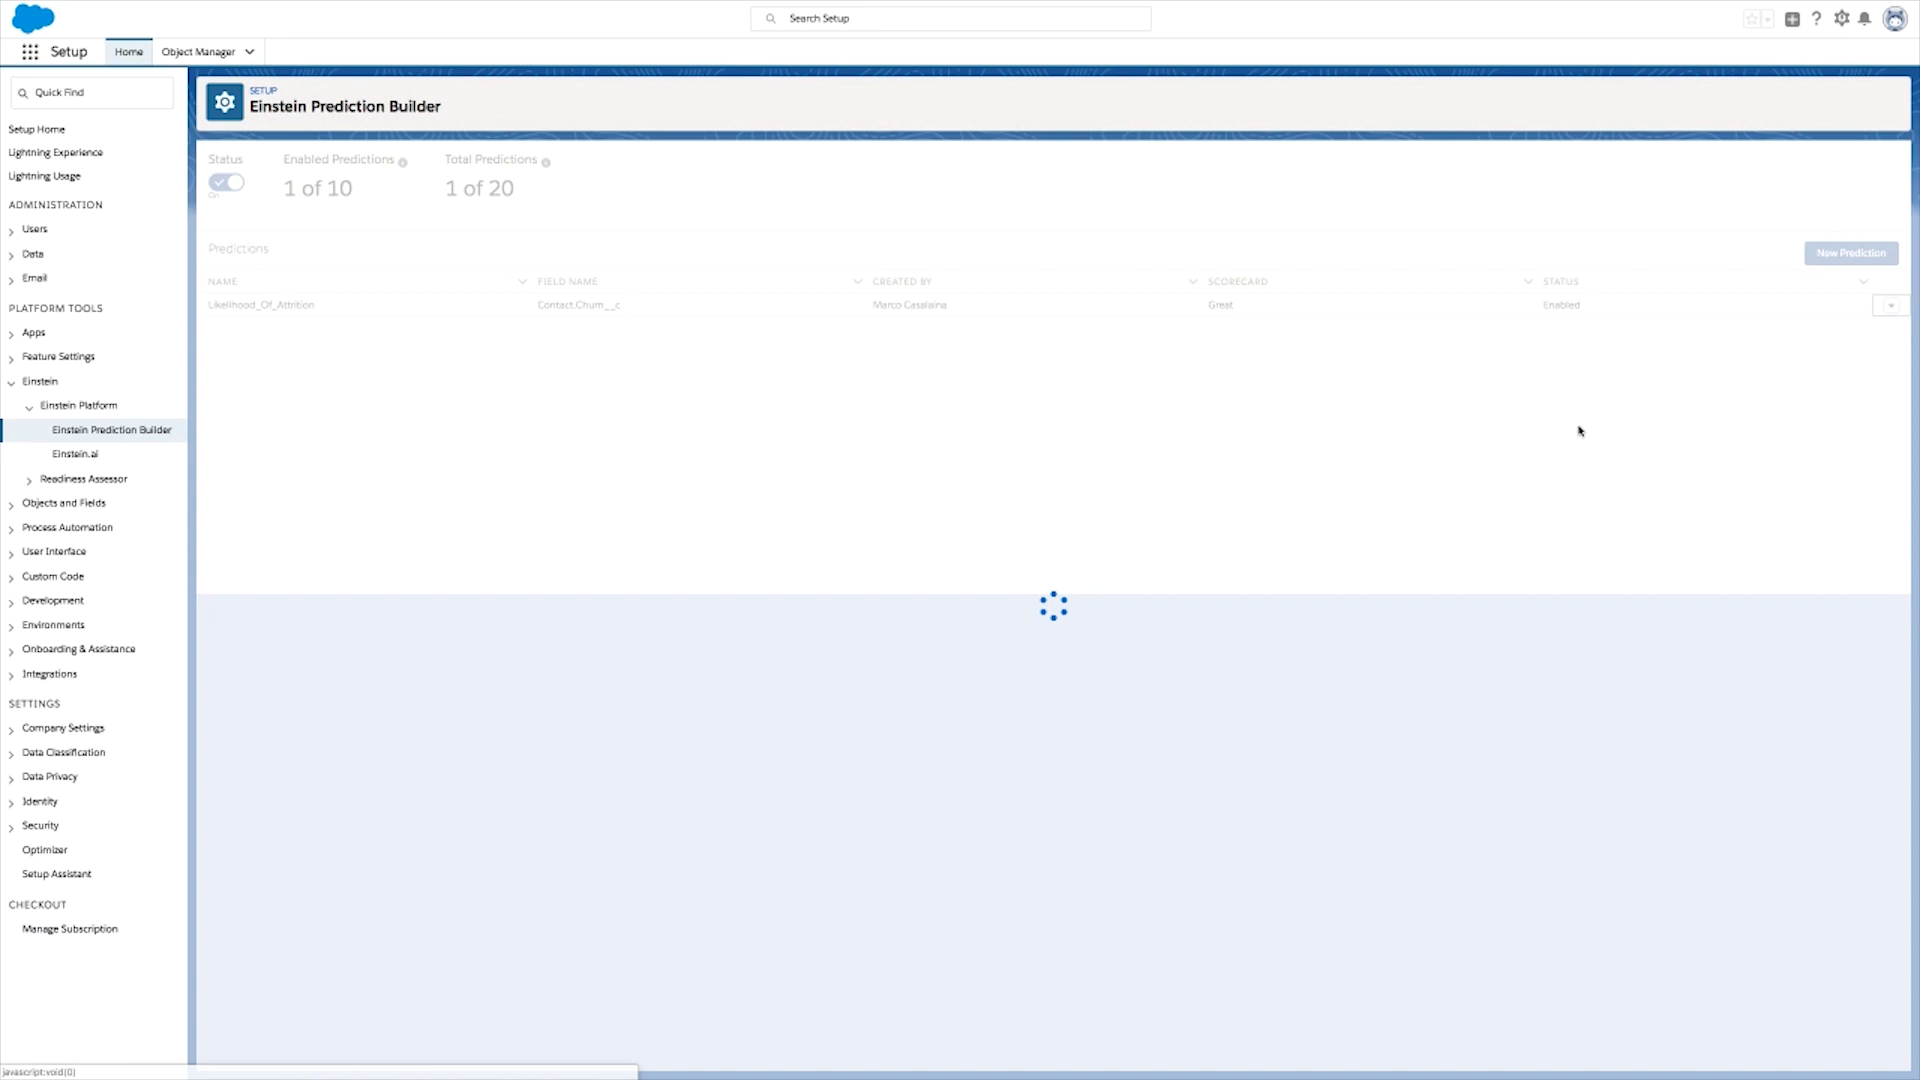 Search Setup
Setup
Home
Object Manager
Quick Find
Setup Home
Lightning Experience
Lightning Usage
ADMINISTRATION
Users
Data
Email
PLATFORM TOOLS
Apps
Feature Settings
Einstein
Einstein Platform
Einstein Prediction Builder
Einstein.ai
Readiness Assessor
Objects and Fields
Process Automation
User Interface
Custom Code
Development
Environments
Onboarding & Assistance
Integrations
SETTINGS
Company Settings
Data Classification
Data Privacy
Identity
Security
Optimizer
Setup Assistant
CHECKOUT
Manage Subscription
javascript:void(0)
SETUP
Einstein Prediction Builder
Status Enabled Predictions Total Predictions
On 1 of 10 1 of 20
Predictions
New Prediction
NAME FIELD NAME CREATED BY SCORECARD STATUS
Likelihood_Of_Attrition Contact.Churn__c Marco Casalaina Great Enabled